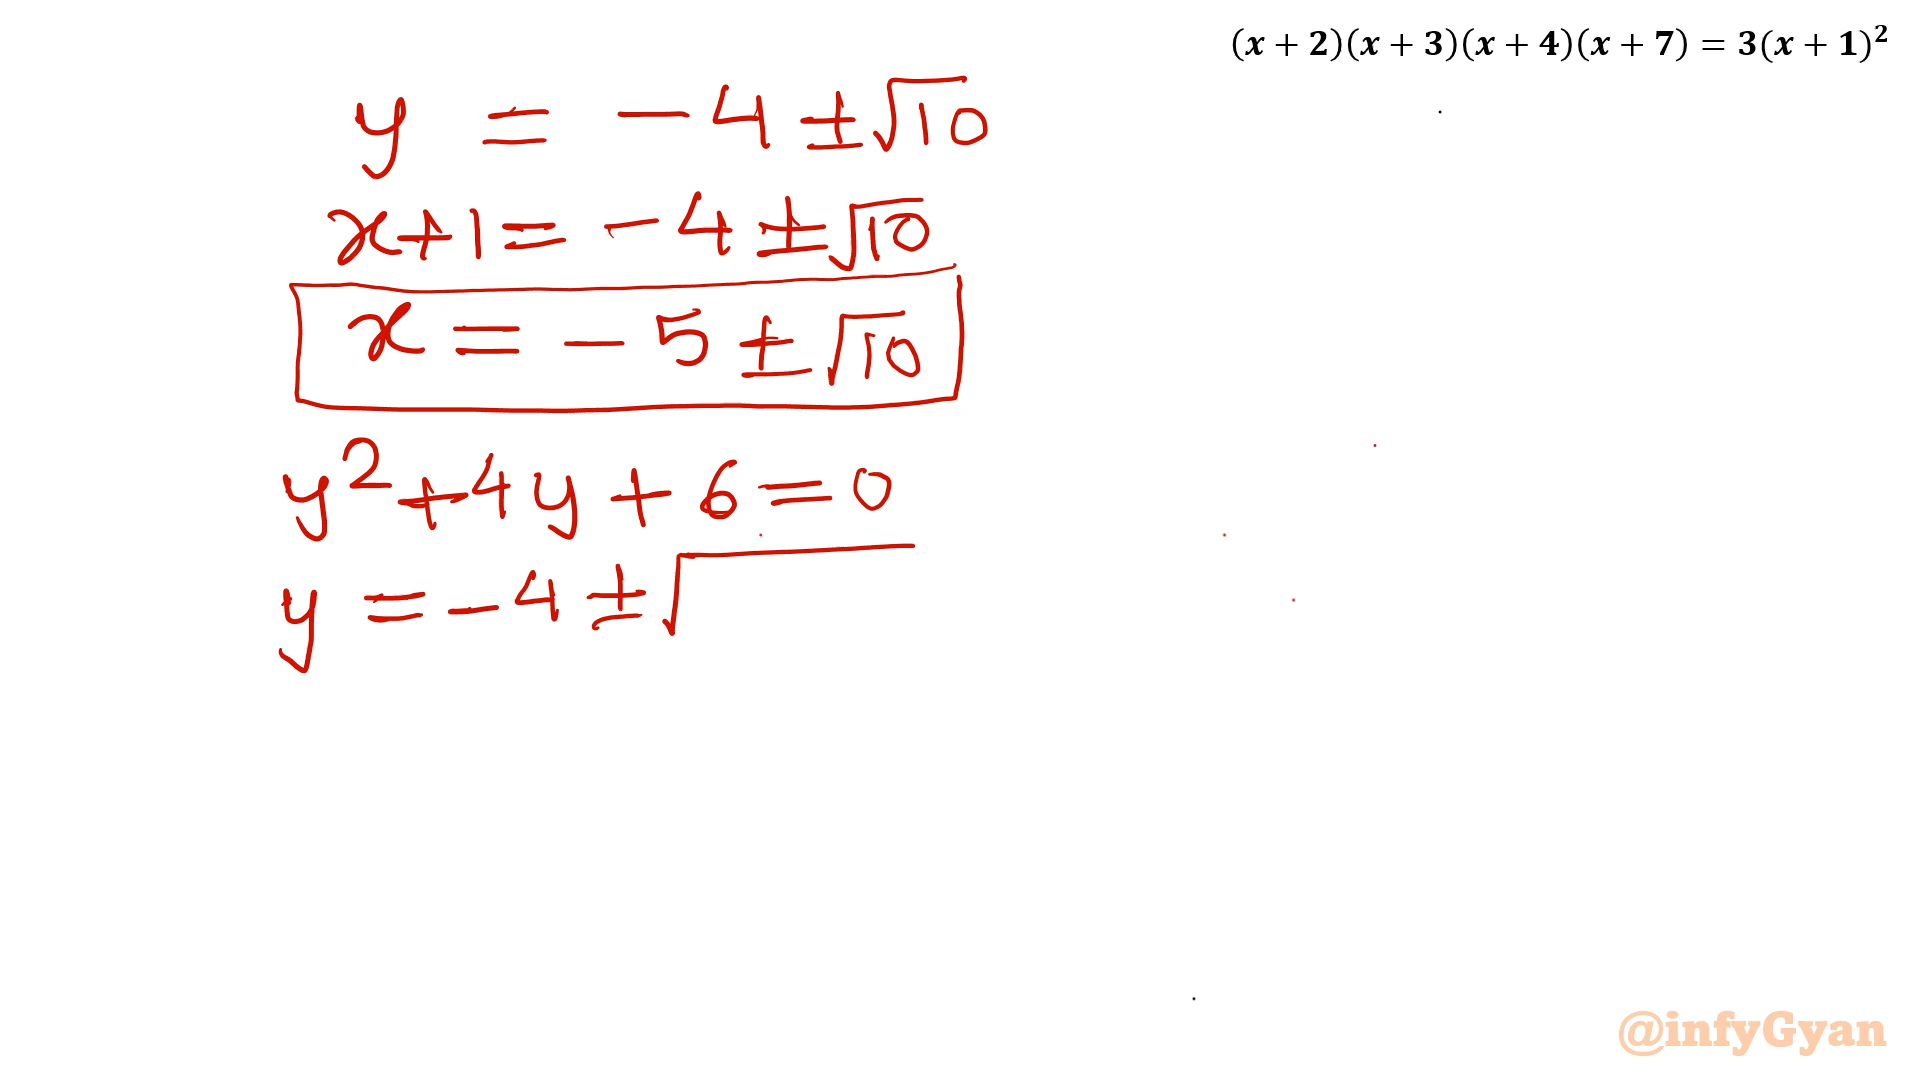 (x + 2)(x + 3)(x + 4)(x + 7) = 3(x + 1)²
y = - 4 ± √10
x+1 = - 4 ± √10
x = - 5 ± √10
y² + 4y + 6 = 0
y = - 4 ± √
@infyGyan